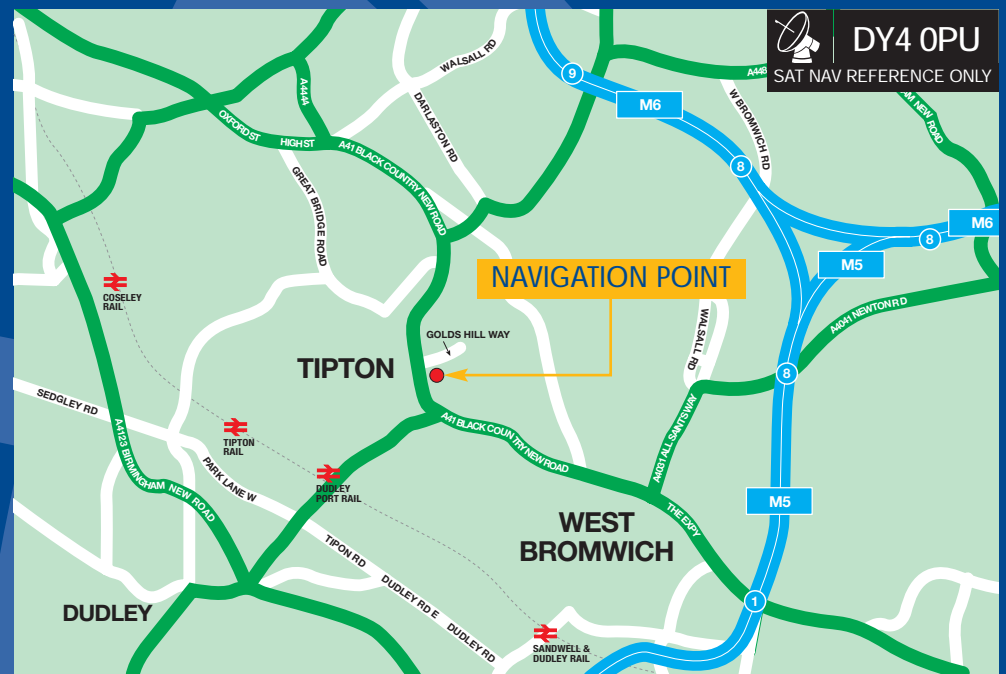 DY4 0PU
SAT NAV REFERENCE ONLY
9
M6
WALSALL RD
A4444
DARLASTON RD
W BROMWICH RD
OXFORD ST
HIGH ST
A41 BLACK COUNTRY NEW ROAD
GREAT BRIDGE ROAD
8
M6
8
M5
NAVIGATION POINT
COSELEY
RAIL
A4041 NEWTON RD
WALSALL RD
GOLDS HILL WAY
TIPTON
8
SEDGLEY RD
A4123 BIRMINGHAM NEW ROAD
TIPTON
RAIL
A41 BLACK COUNTRY NEW ROAD
A4031 ALL SAINTS WAY
PARK LANE W
DUDLEY
PORT RAIL
M5
THE EXPY
WEST
BROMWICH
TIPON RD
DUDLEY RD E
DUDLEY RD
DUDLEY
1
SANDWELL &
DUDLEY RAIL